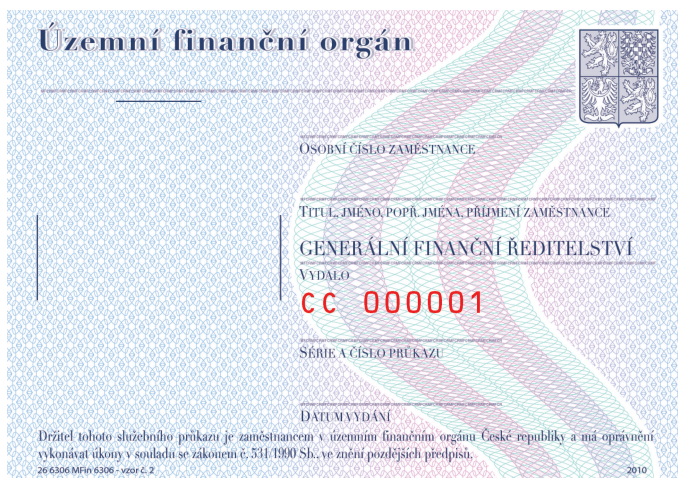 Územní finanční orgán
OSOBNÍ ČÍSLO ZAMĚSTNANCE
TITUL, JMÉNO, POPŘ. JMÉNA, PŘÍJMENÍ ZAMĚSTNANCE
GENERÁLNÍ FINANČNÍ ŘEDITELSTVÍ
VYDALO
CC 000001
SÉRIE A ČÍSLO PRŮKAZU
DATUM VYDÁNÍ
Držitel tohoto služebního průkazu je zaměstnancem v územním finančním orgánu České republiky a má oprávnění
vykonávat úkony v souladu se zákonem č. 531/1990 Sb., ve znění pozdějších předpisů.
26 6306 MFin 6306 - vzor č. 2
2010